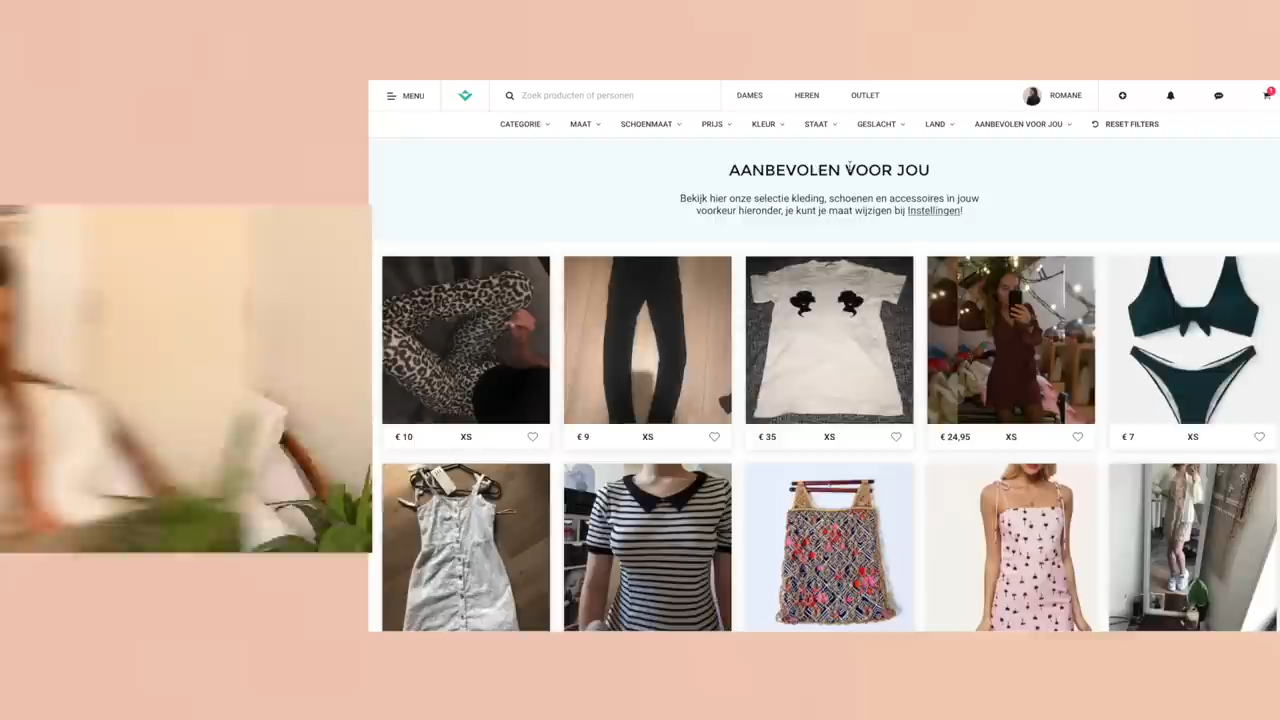 MENU
Zoek producten of personen
DAMES
HEREN
OUTLET
ROMANE
1
CATEGORIE
MAAT
SCHOENMAAT
PRIJS
KLEUR
STAAT
GESLACHT
LAND
AANBEVOLEN VOOR JOU
RESET FILTERS
AANBEVOLEN VOOR JOU
Bekijk hier onze selectie kleding, schoenen en accessoires in jouw
voorkeur hieronder, je kunt je maat wijzigen bij Instellingen!
€ 10 XS
€ 9 XS
€ 35 XS
€ 24,95 XS
€ 7 XS